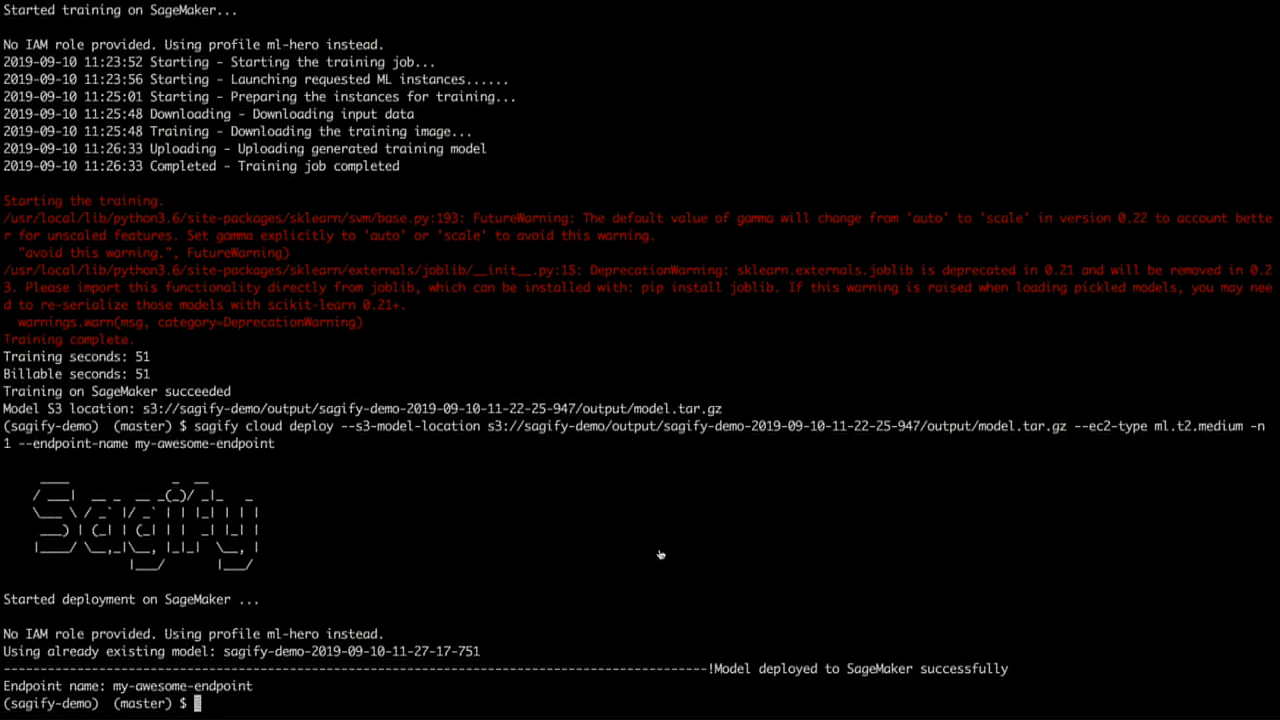 Started training on SageMaker...
No IAM role provided. Using profile ml-hero instead.
2019-09-10 11:23:52 Starting - Starting the training job...
2019-09-10 11:23:56 Starting - Launching requested ML instances......
2019-09-10 11:25:01 Starting - Preparing the instances for training...
2019-09-10 11:25:48 Downloading - Downloading input data
2019-09-10 11:25:48 Training - Downloading the training image...
2019-09-10 11:26:33 Uploading - Uploading generated training model
2019-09-10 11:26:33 Completed - Training job completed
Starting the training.
/usr/local/lib/python3.6/site-packages/sklearn/svm/base.py:193: FutureWarning: The default value of gamma will change from 'auto' to 'scale' in version 0.22 to account bette
r for unscaled features. Set gamma explicitly to 'auto' or 'scale' to avoid this warning.
"avoid this warning.", FutureWarning)
/usr/local/lib/python3.6/site-packages/sklearn/externals/joblib/__init__.py:15: DeprecationWarning: sklearn.externals.joblib is deprecated in 0.21 and will be removed in 0.2
3. Please import this functionality directly from joblib, which can be installed with: pip install joblib. If this warning is raised when loading pickled models, you may nee
d to re-serialize those models with scikit-learn 0.21+.
warnings.warn(msg, category=DeprecationWarning)
Training complete.
Training seconds: 51
Billable seconds: 51
Training on SageMaker succeeded
Model S3 location: s3://sagify-demo/output/sagify-demo-2019-09-10-11-22-25-947/output/model.tar.gz
(sagify-demo) (master) $ sagify cloud deploy --s3-model-location s3://sagify-demo/output/sagify-demo-2019-09-10-11-22-25-947/output/model.tar.gz --ec2-type ml.t2.medium -n
1 --endpoint-name my-awesome-endpoint
Sagify
Started deployment on SageMaker ...
No IAM role provided. Using profile ml-hero instead.
Using already existing model: sagify-demo-2019-09-10-11-27-17-751
------------------------------------------------------------------------------------------------!Model deployed to SageMaker successfully
Endpoint name: my-awesome-endpoint
(sagify-demo) (master) $